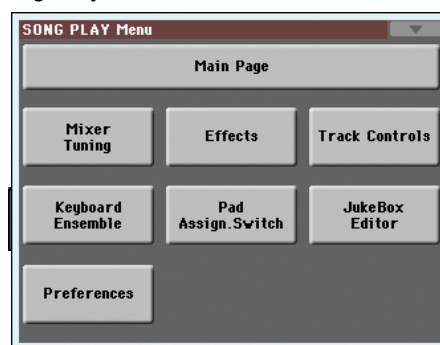 SONG PLAY Menu
Main Page
Mixer
Tuning
Effects
Track Controls
Keyboard
Ensemble
Pad
Assign.Switch
JukeBox
Editor
Preferences